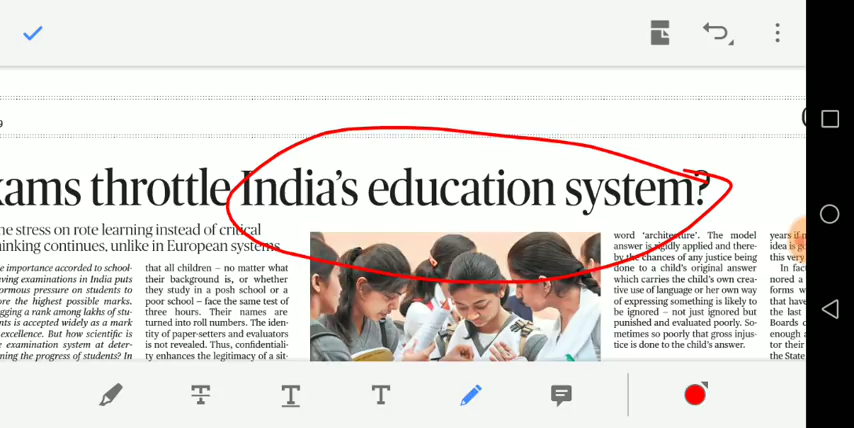 9
xams throttle India's education system?
he stress on rote learning instead of critical
inking continues, unlike in European systems
e importance accorded to school-
ving examinations in India puts
ormous pressure on students to
ore the highest possible marks.
gging a rank among lakhs of stu-
nts is accepted widely as a mark
excellence. But how scientific is
e examination system at deter-
ning the progress of students? In
that all children – no matter what
their background is, or whether
they study in a posh school or a
poor school – face the same test of
three hours. Their names are
turned into roll numbers. The iden-
tity of paper-setters and evaluators
is not revealed. Thus, confidentiali-
ty enhances the legitimacy of a sit-
word 'architecture'. The model
answer is rigidly applied and there-
by the chances of any justice being
done to a child's original answer
which carries the child's own crea-
tive use of language or her own way
of expressing something is likely to
be ignored – not just ignored but
punished and evaluated poorly. So-
metimes so poorly that gross injus-
tice is done to the child's answer.
years if
idea is
this very
In fac
nored a
forms w
that have
the last
Boards c
enough a
tor their
the State